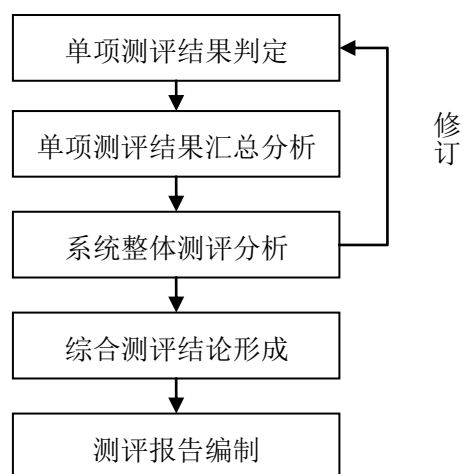 单项测评结果判定
单项测评结果汇总分析
修订
系统整体测评分析
综合测评结论形成
测评报告编制